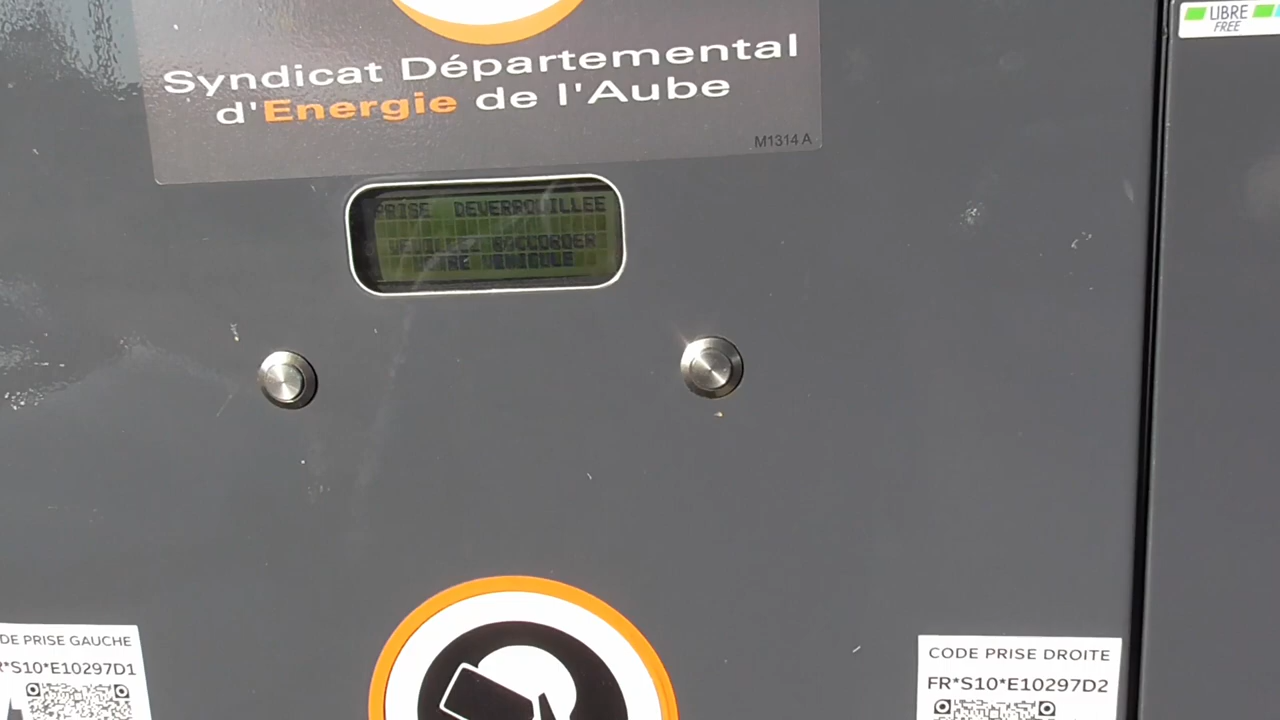 Syndicat Départemental
d'Energie de l'Aube
M1314 A
PRISE DEVERROUILLEE
VEUILLEZ RACCORDER
VOTRE VEHICULE
LIBRE
FREE
DE PRISE GAUCHE
R*S10*E10297D1
CODE PRISE DROITE
FR*S10*E10297D2